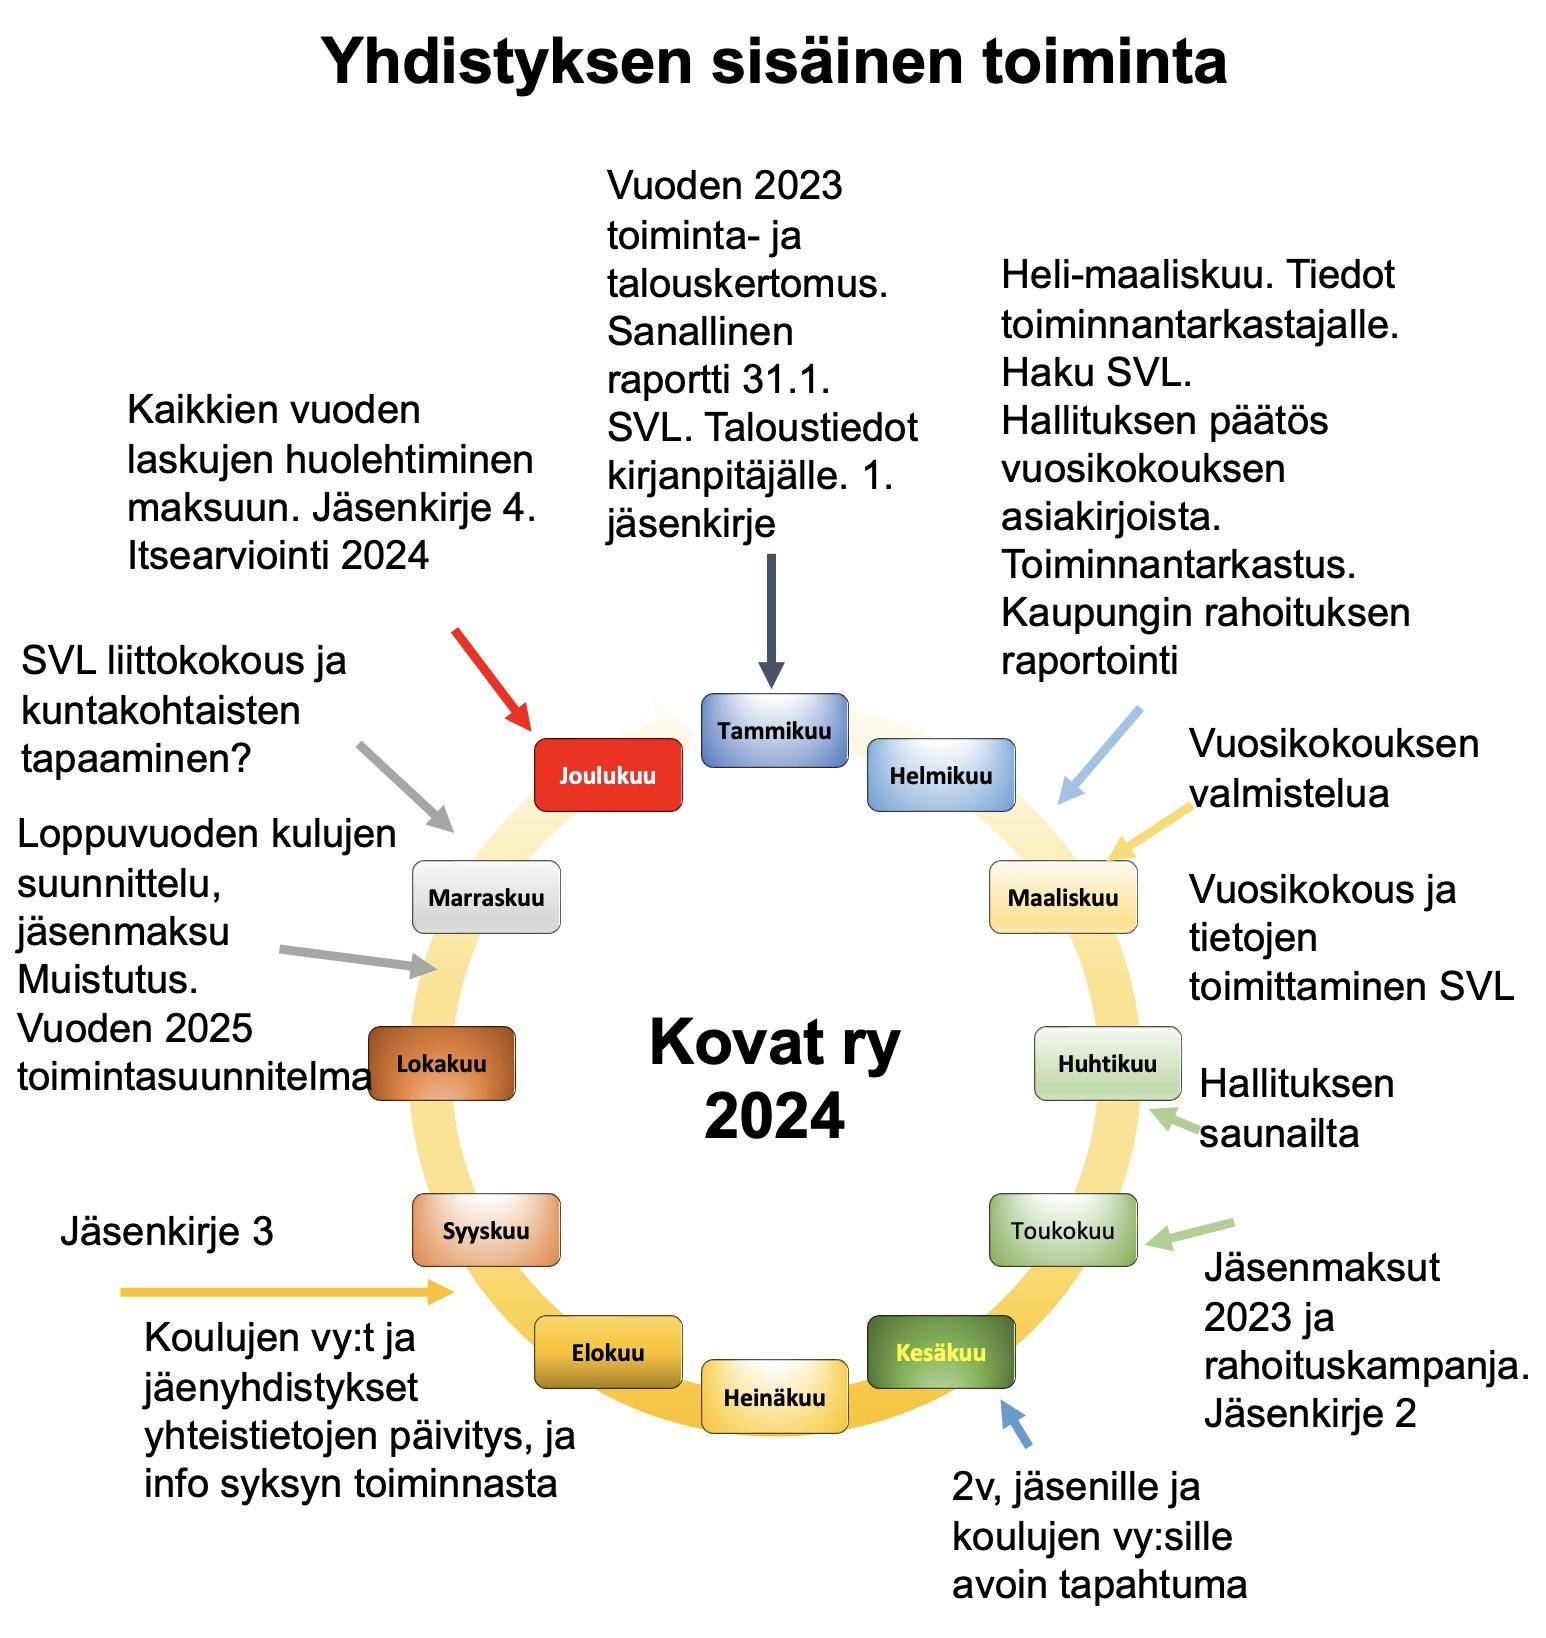 Yhdistyksen sisäinen toiminta
Vuoden 2023
toiminta- ja
talouskertomus.
Sanallinen
raportti 31.1.
SVL. Taloustiedot
kirjanpitäjälle. 1.
jäsenkirje
Heli-maaliskuu. Tiedot
toiminnantarkastajalle.
Haku SVL.
Hallituksen päätös
vuosikokouksen
asiakirjoista.
Toiminnantarkastus.
Kaupungin rahoituksen
raportointi
Kaikkien vuoden
laskujen huolehtiminen
maksuun. Jäsenkirje 4.
Itsearviointi 2024
SVL liittokokous ja
kuntakohtaisten
tapaaminen?
Tammikuu
Joulukuu
Helmikuu
Vuosikokouksen
valmistelua
Loppuvuoden kulujen
suunnittelu,
jäsenmaksu
Muistutus.
Vuoden 2025
toimintasuunnitelma
Marraskuu
Maaliskuu
Vuosikokous ja
tietojen
toimittaminen SVL
Kovat ry
2024
Lokakuu
Huhtikuu
Hallituksen
saunailta
Jäsenkirje 3
Syyskuu
Toukokuu
Jäsenmaksut
2023 ja
rahoituskampanja.
Jäsenkirje 2
Koulujen vy:t ja
jäenyhdistykset
yhteistietojen päivitys, ja
info syksyn toiminnasta
Elokuu
Heinäkuu
Kesäkuu
2v, jäsenille ja
koulujen vy:sille
avoin tapahtuma